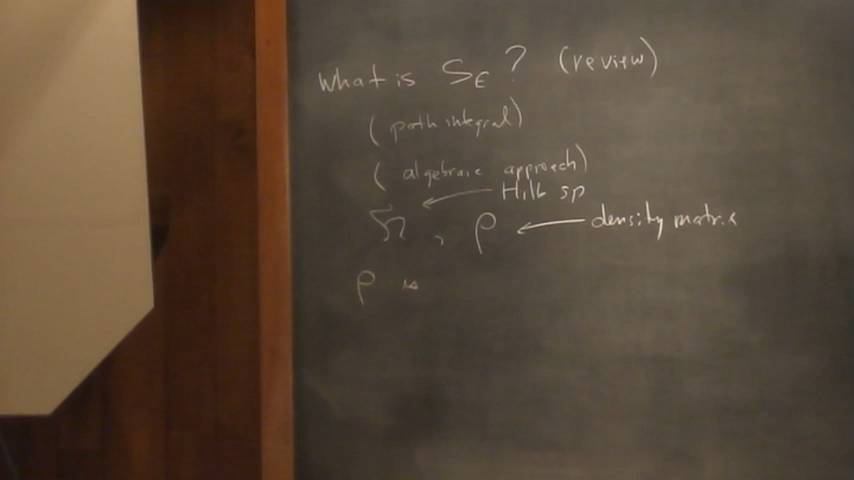 What is S_E ? (review)
(path integral)
(algebraic approach)
Hilb sp
ℋ , ρ ← density matrix
ρ is